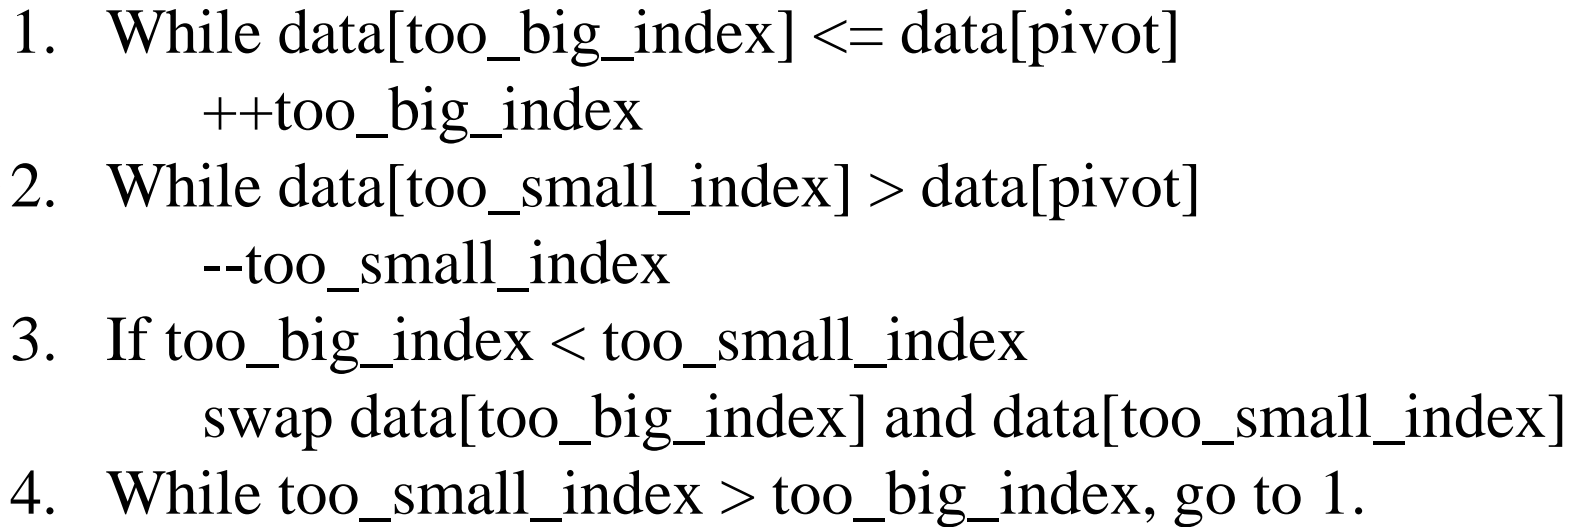 1. While data[too_big_index] <= data[pivot]
++too_big_index
2. While data[too_small_index] > data[pivot]
--too_small_index
3. If too_big_index < too_small_index
swap data[too_big_index] and data[too_small_index]
4. While too_small_index > too_big_index, go to 1.